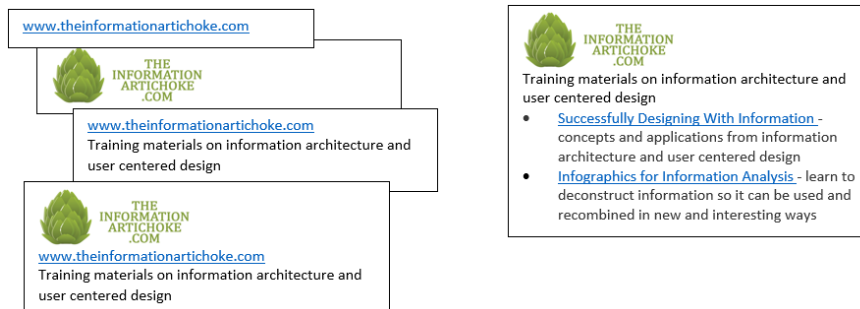 www.theinformationartichoke.com
THE
INFORMATION
ARTICHOKE
.COM
www.theinformationartichoke.com
Training materials on information architecture and
user centered design
THE
INFORMATION
ARTICHOKE
.COM
www.theinformationartichoke.com
Training materials on information architecture and
user centered design
THE
INFORMATION
ARTICHOKE
.COM
Training materials on information architecture and
user centered design
• Successfully Designing With Information -
concepts and applications from information
architecture and user centered design
• Infographics for Information Analysis - learn to
deconstruct information so it can be used and
recombined in new and interesting ways